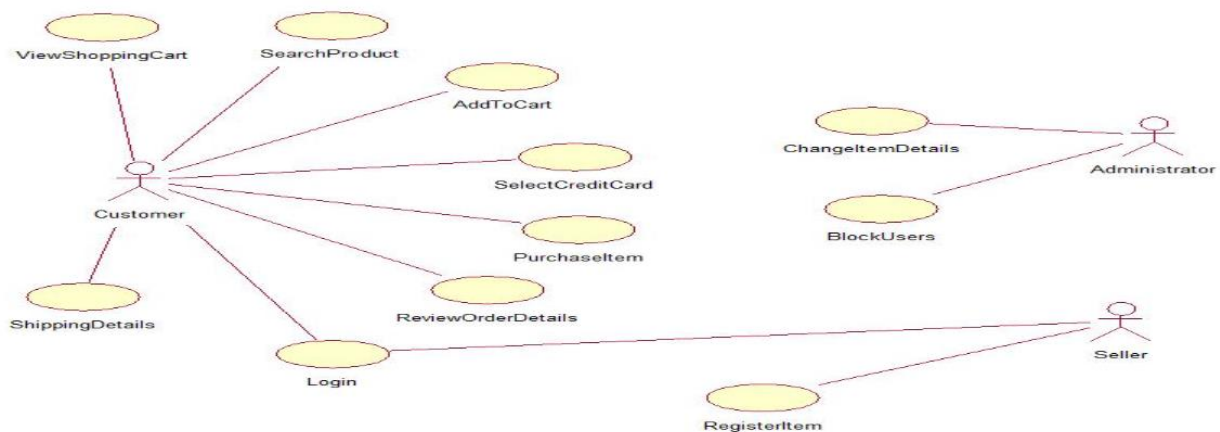 ViewShoppingCart
SearchProduct
AddToCart
ChangeItemDetails
Administrator
SelectCreditCard
Customer
BlockUsers
PurchaseItem
ShippingDetails
ReviewOrderDetails
Seller
Login
RegisterItem